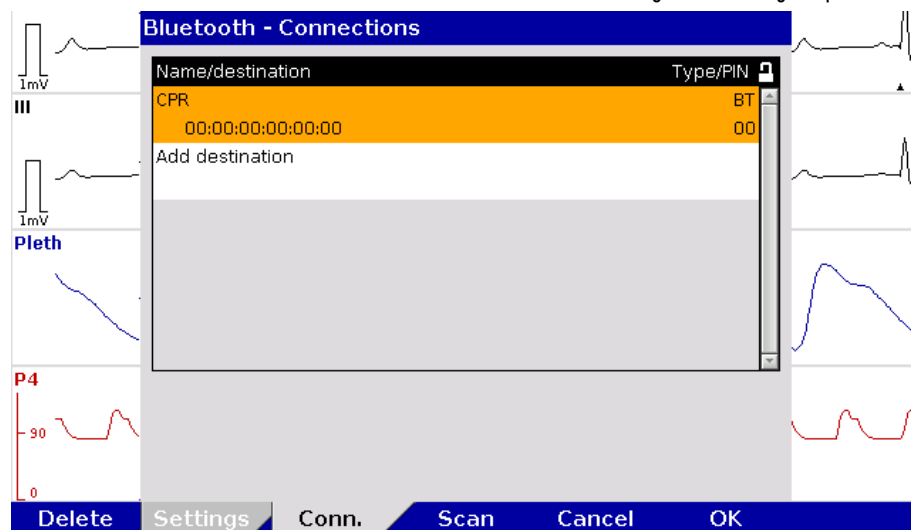 Bluetooth - Connections
1mV
Name/destination Type/PIN
III
CPR BT
00:00:00:00:00:00 00
Add destination
1mV
Pleth
P4
90
0
Delete Settings Conn. Scan Cancel OK